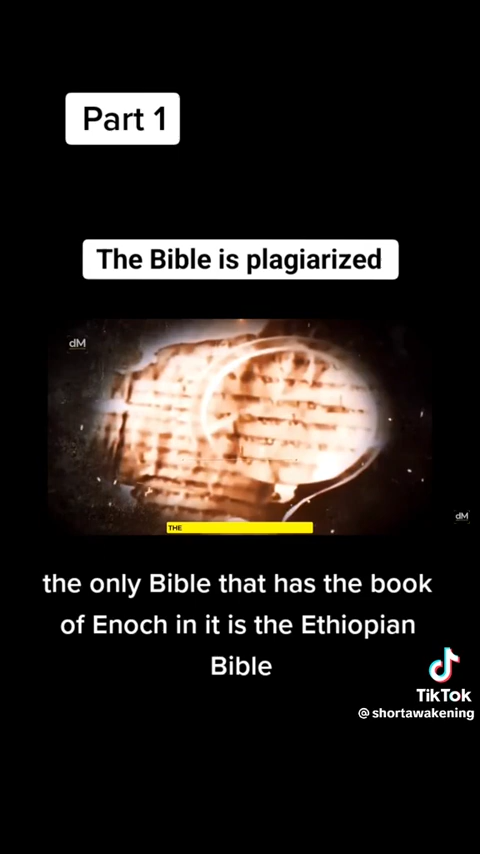 Part 1
The Bible is plagiarized
dM
dM
THE
the only Bible that has the book
of Enoch in it is the Ethiopian
Bible
TikTok
@ shortawakening